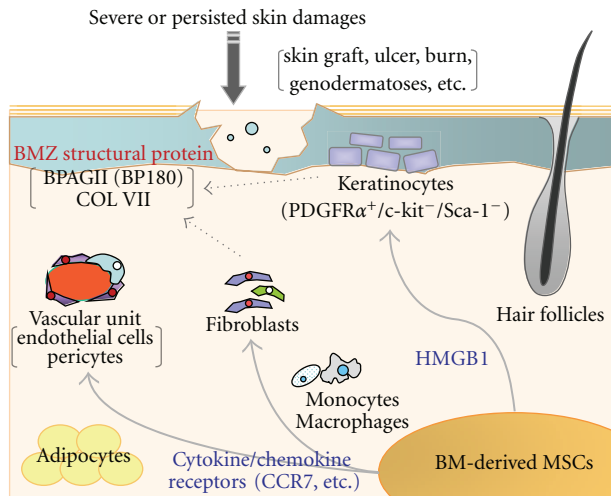 Severe or persisted skin damages
skin graft, ulcer, burn,
genodermatoses, etc.
BMZ structural protein
BPAGII (BP180)
COL VII
Keratinocytes
(PDGFRα⁺/c-kit⁻/Sca-1⁻)
Hair follicles
Vascular unit
endothelial cells
pericytes
Fibroblasts
HMGB1
Monocytes
Macrophages
Adipocytes
Cytokine/chemokine
receptors (CCR7, etc.)
BM-derived MSCs